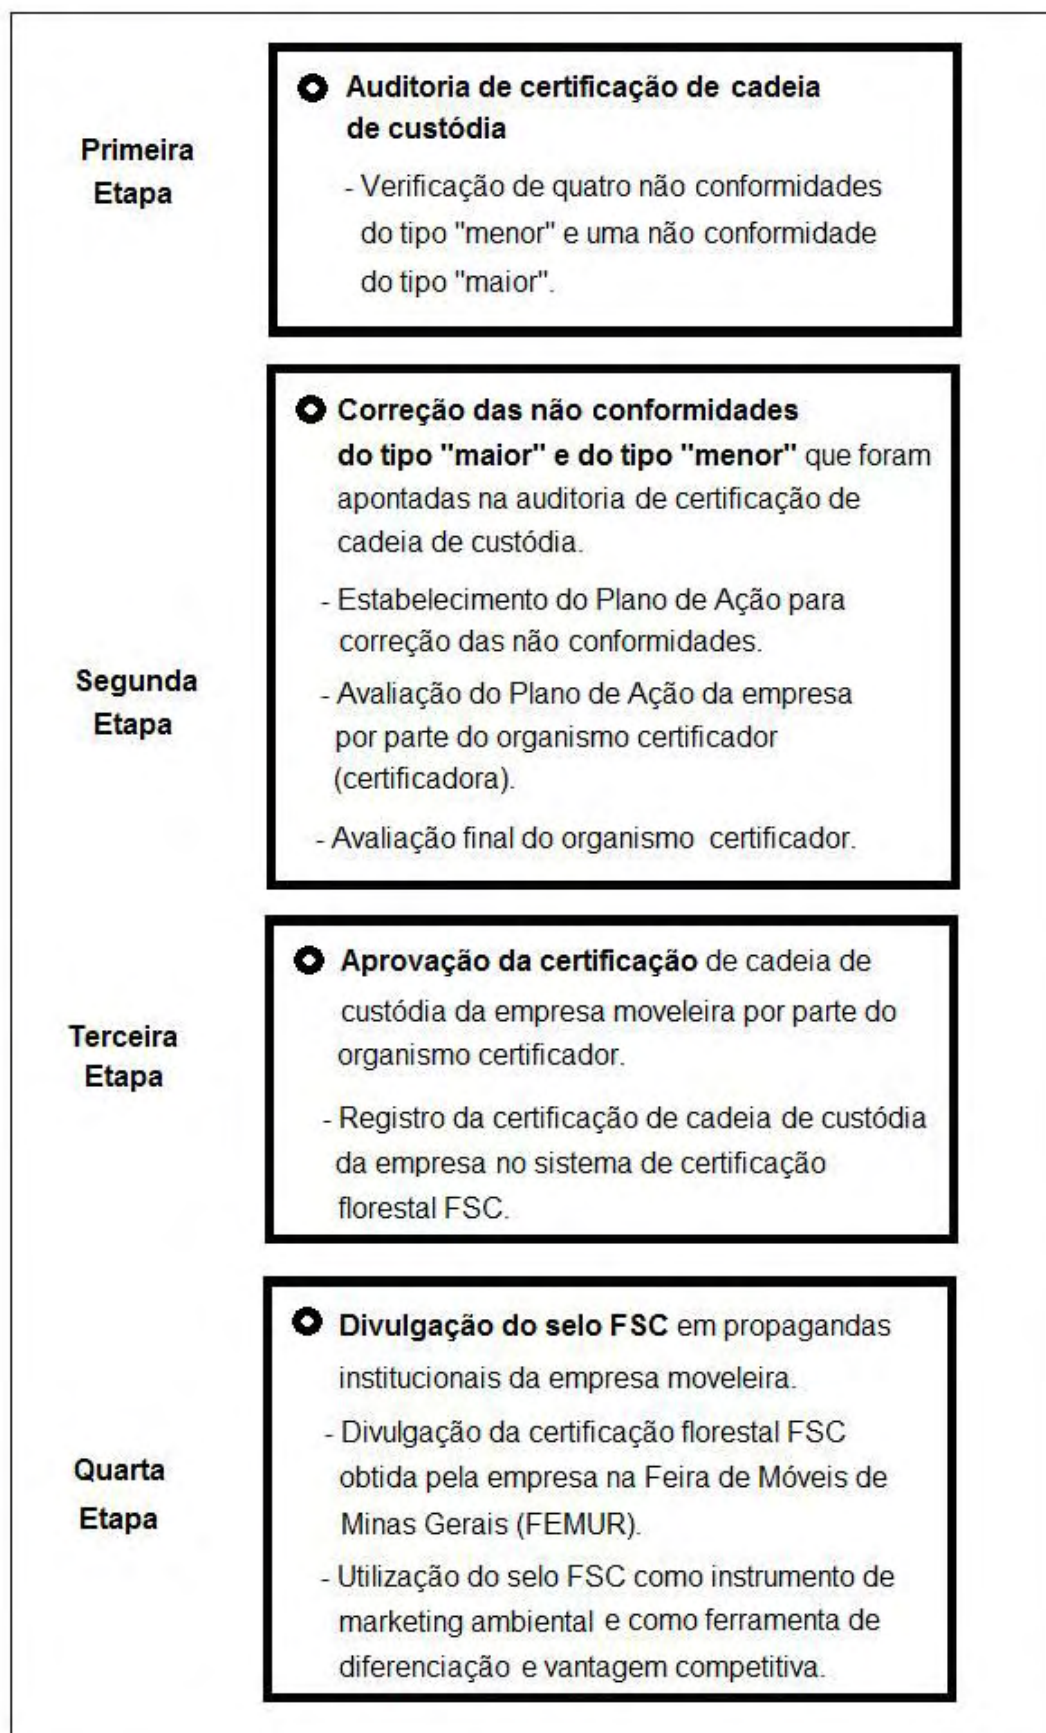 Primeira
Etapa
Auditoria de certificação de cadeia
de custódia
- Verificação de quatro não conformidades
do tipo "menor" e uma não conformidade
do tipo "maior".
Segunda
Etapa
Correção das não conformidades
do tipo "maior" e do tipo "menor" que foram
apontadas na auditoria de certificação de
cadeia de custódia.
- Estabelecimento do Plano de Ação para
correção das não conformidades.
- Avaliação do Plano de Ação da empresa
por parte do organismo certificador
(certificadora).
- Avaliação final do organismo certificador.
Terceira
Etapa
Aprovação da certificação de cadeia de
custódia da empresa moveleira por parte do
organismo certificador.
- Registro da certificação de cadeia de custódia
da empresa no sistema de certificação
florestal FSC.
Quarta
Etapa
Divulgação do selo FSC em propagandas
institucionais da empresa moveleira.
- Divulgação da certificação florestal FSC
obtida pela empresa na Feira de Móveis de
Minas Gerais (FEMUR).
- Utilização do selo FSC como instrumento de
marketing ambiental e como ferramenta de
diferenciação e vantagem competitiva.